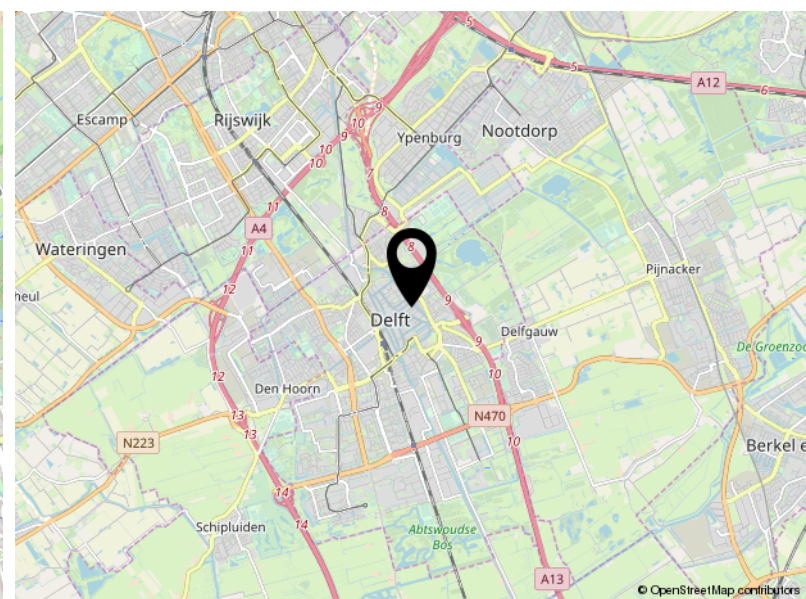 5
5
A12
6
Escamp
Rijswijk
9
10
10
9
Ypenburg
Nootdorp
10
10
7
11
8
A4
Wateringen
11
8
Pijnacker
heul
12
9
Delft
9
Delfgauw
De Groenzoo
12
10
Den Hoorn
13
N470
N223
13
10
Berkel e
14
Schipluiden
14
Abtswoudse
Bos
A13
© OpenStreetMap contributors